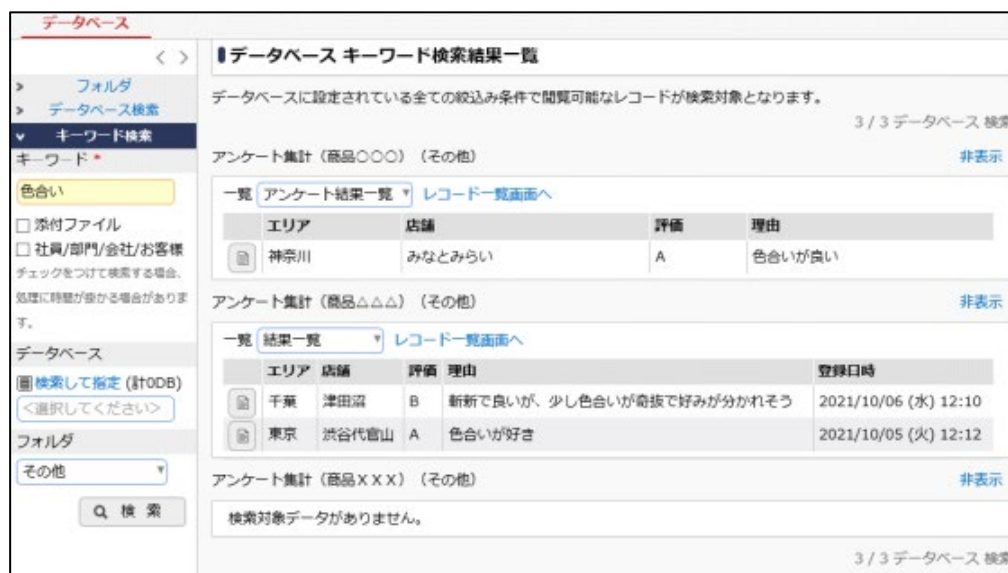 データベース
< >
> フォルダ
> データベース検索
v キーワード検索
キーワード *
色合い
添付ファイル
社員/部門/会社/お客様
チェックをつけて検索する場合、
処理に時間が掛かる場合がありま
す。
データベース
検索して指定 (計0DB)
<選択してください>
フォルダ
その他
検 索
データベース キーワード検索結果一覧
データベースに設定されている全ての絞込み条件で閲覧可能なレコードが検索対象となります。
3 / 3 データベース 検索
アンケート集計（商品○○○）（その他） 非表示
一覧 アンケート結果一覧 レコード一覧画面へ
エリア 店舗 評価 理由
神奈川 みなとみらい A 色合いが良い
アンケート集計（商品△△△）（その他） 非表示
一覧 結果一覧 レコード一覧画面へ
エリア 店舗 評価 理由 登録日時
千葉 津田沼 B 斬新で良いが、少し色合いが奇抜で好みが分かれそう 2021/10/06 (水) 12:10
東京 渋谷代官山 A 色合いが好き 2021/10/05 (火) 12:12
アンケート集計（商品ＸＸＸ）（その他） 非表示
検索対象データがありません。
3 / 3 データベース 検索